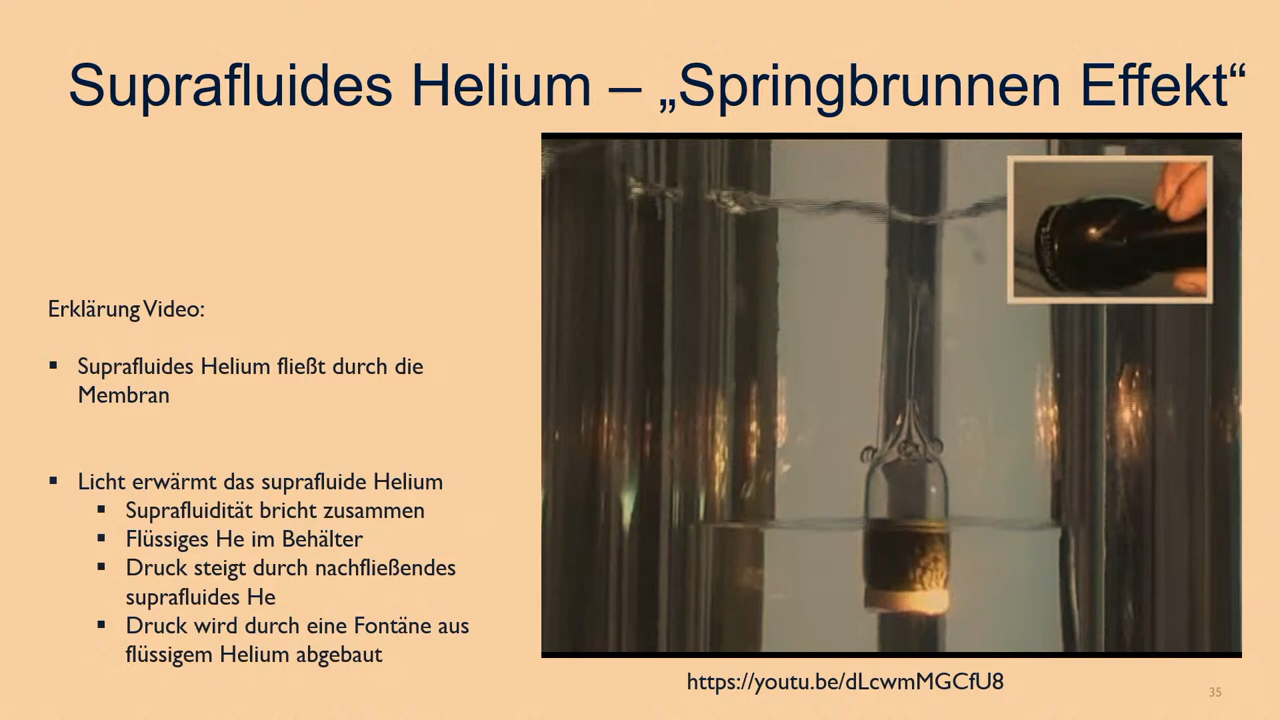 Suprafluides Helium – „Springbrunnen Effekt“
Erklärung Video:
▪ Suprafluides Helium fließt durch die
Membran
▪ Licht erwärmt das suprafluide Helium
▪ Suprafluidität bricht zusammen
▪ Flüssiges He im Behälter
▪ Druck steigt durch nachfließendes
suprafluides He
▪ Druck wird durch eine Fontäne aus
flüssigem Helium abgebaut
https://youtu.be/dLcwmMGCfU8
35